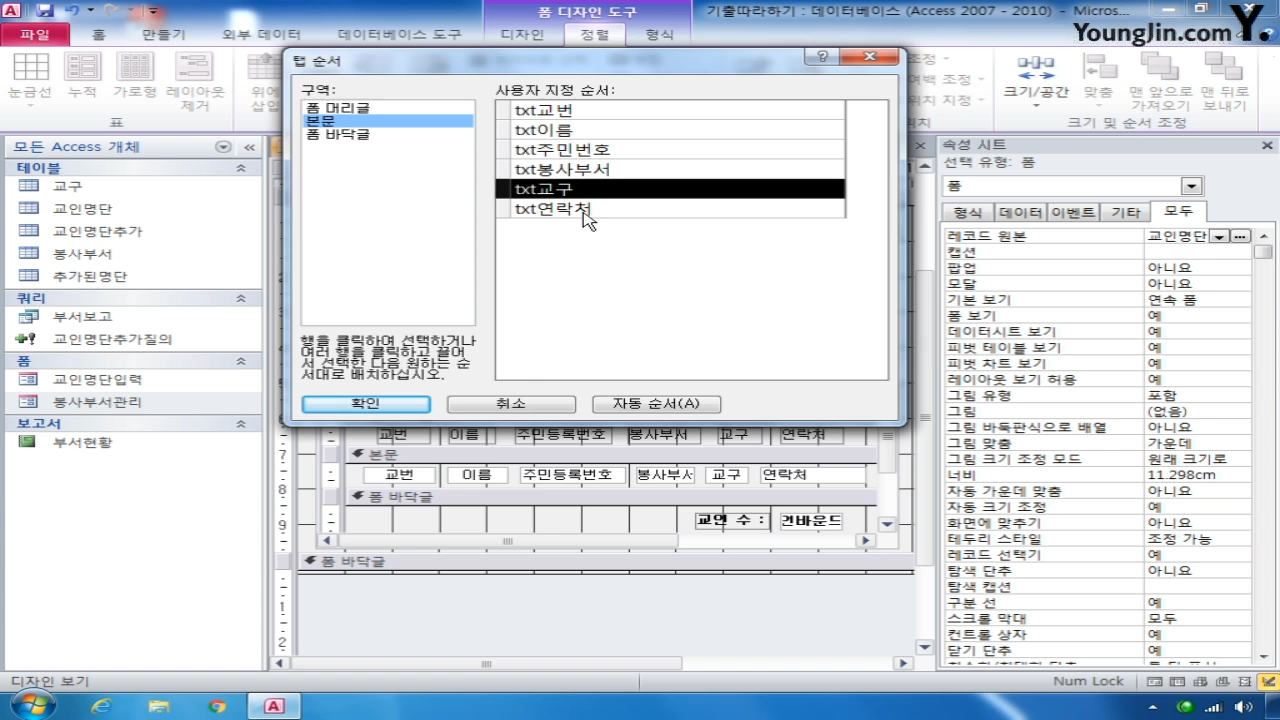 폼 디자인 도구
기출따라하기 : 데이터베이스 (Access 2007 - 2010) - Micros...
YoungJin.com Y.
파일 홈 만들기 외부 데이터 데이터베이스 도구 디자인 정렬 형식
눈금선 누적 가로형 레이아웃 제거
표
크기/공간 맞춤 맨 앞으로 가져오기 맨 뒤로 보내기
크기 및 순서 조정
탭 순서
구역:
폼 머리글
본문
폼 바닥글
사용자 지정 순서:
txt교번
txt이름
txt주민번호
txt봉사부서
txt교구
txt연락처
행을 클릭하여 선택하거나
여러 행을 클릭하고 끌어
서 선택한 다음 원하는 순
서대로 배치하십시오.
확인 취소 자동 순서(A)
모든 Access 개체
테이블
교구
교인명단
교인명단추가
봉사부서
추가된명단
쿼리
부서보고
교인명단추가질의
폼
교인명단입력
봉사부서관리
보고서
부서현황
교번 이름 주민등록번호 봉사부서 교구 연락처
본문
교번 이름 주민등록번호 봉사부서 교구 연락처
폼 바닥글
교인 수 : 언바운드
폼 바닥글
속성 시트
선택 유형: 폼
폼
형식 데이터 이벤트 기타 모두
레코드 원본 교인명단
캡션
팝업 아니요
모달 아니요
기본 보기 연속 폼
폼 보기 예
데이터시트 보기 예
피벗 테이블 보기 예
피벗 차트 보기 예
레이아웃 보기 허용 예
그림 유형 포함
그림 (없음)
그림 바둑판식으로 배열 아니요
그림 맞춤 가운데
그림 크기 조정 모드 원래 크기로
너비 11.298cm
자동 가운데 맞춤 아니요
자동 크기 조정 예
화면에 맞추기 아니요
테두리 스타일 조정 가능
레코드 선택기 예
탐색 단추 아니요
탐색 캡션
구분 선 예
스크롤 막대 모두
컨트롤 상자 예
닫기 단추 예
디자인 보기
Num Lock